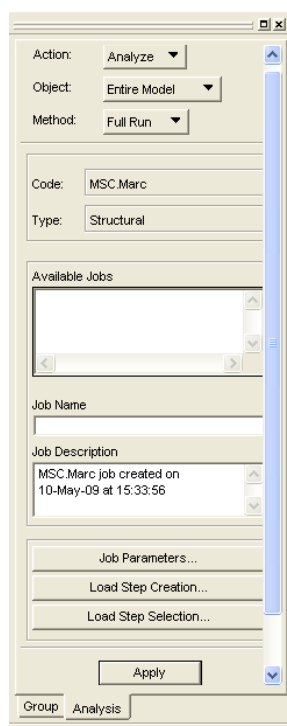 Action: Analyze
Object: Entire Model
Method: Full Run
Code: MSC.Marc
Type: Structural
Available Jobs
Job Name
Job Description
MSC.Marc job created on
10-May-09 at 15:33:56
Job Parameters...
Load Step Creation...
Load Step Selection...
Apply
Group Analysis